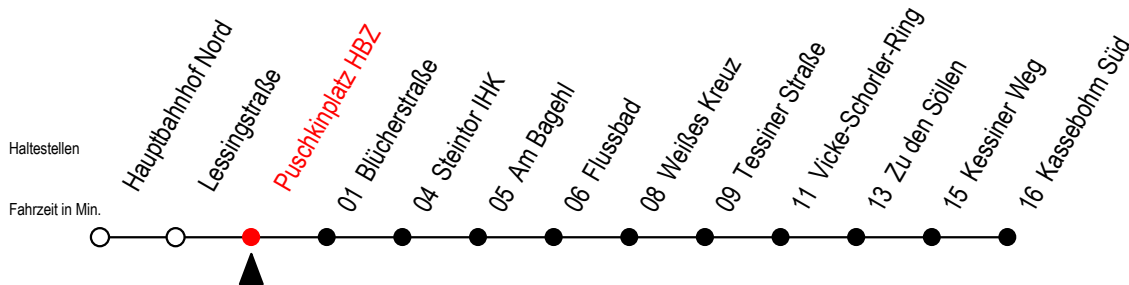 Haltestellen
Fahrzeit in Min.
Hauptbahnhof Nord
Lessingstraße
Puschkinplatz HBZ
01 Blücherstraße
04 Steintor IHK
05 Am Bagehl
06 Flussbad
08 Weißes Kreuz
09 Tessiner Straße
11 Vicke-Schorler-Ring
13 Zu den Söllen
15 Kessiner Weg
16 Kassebohm Süd